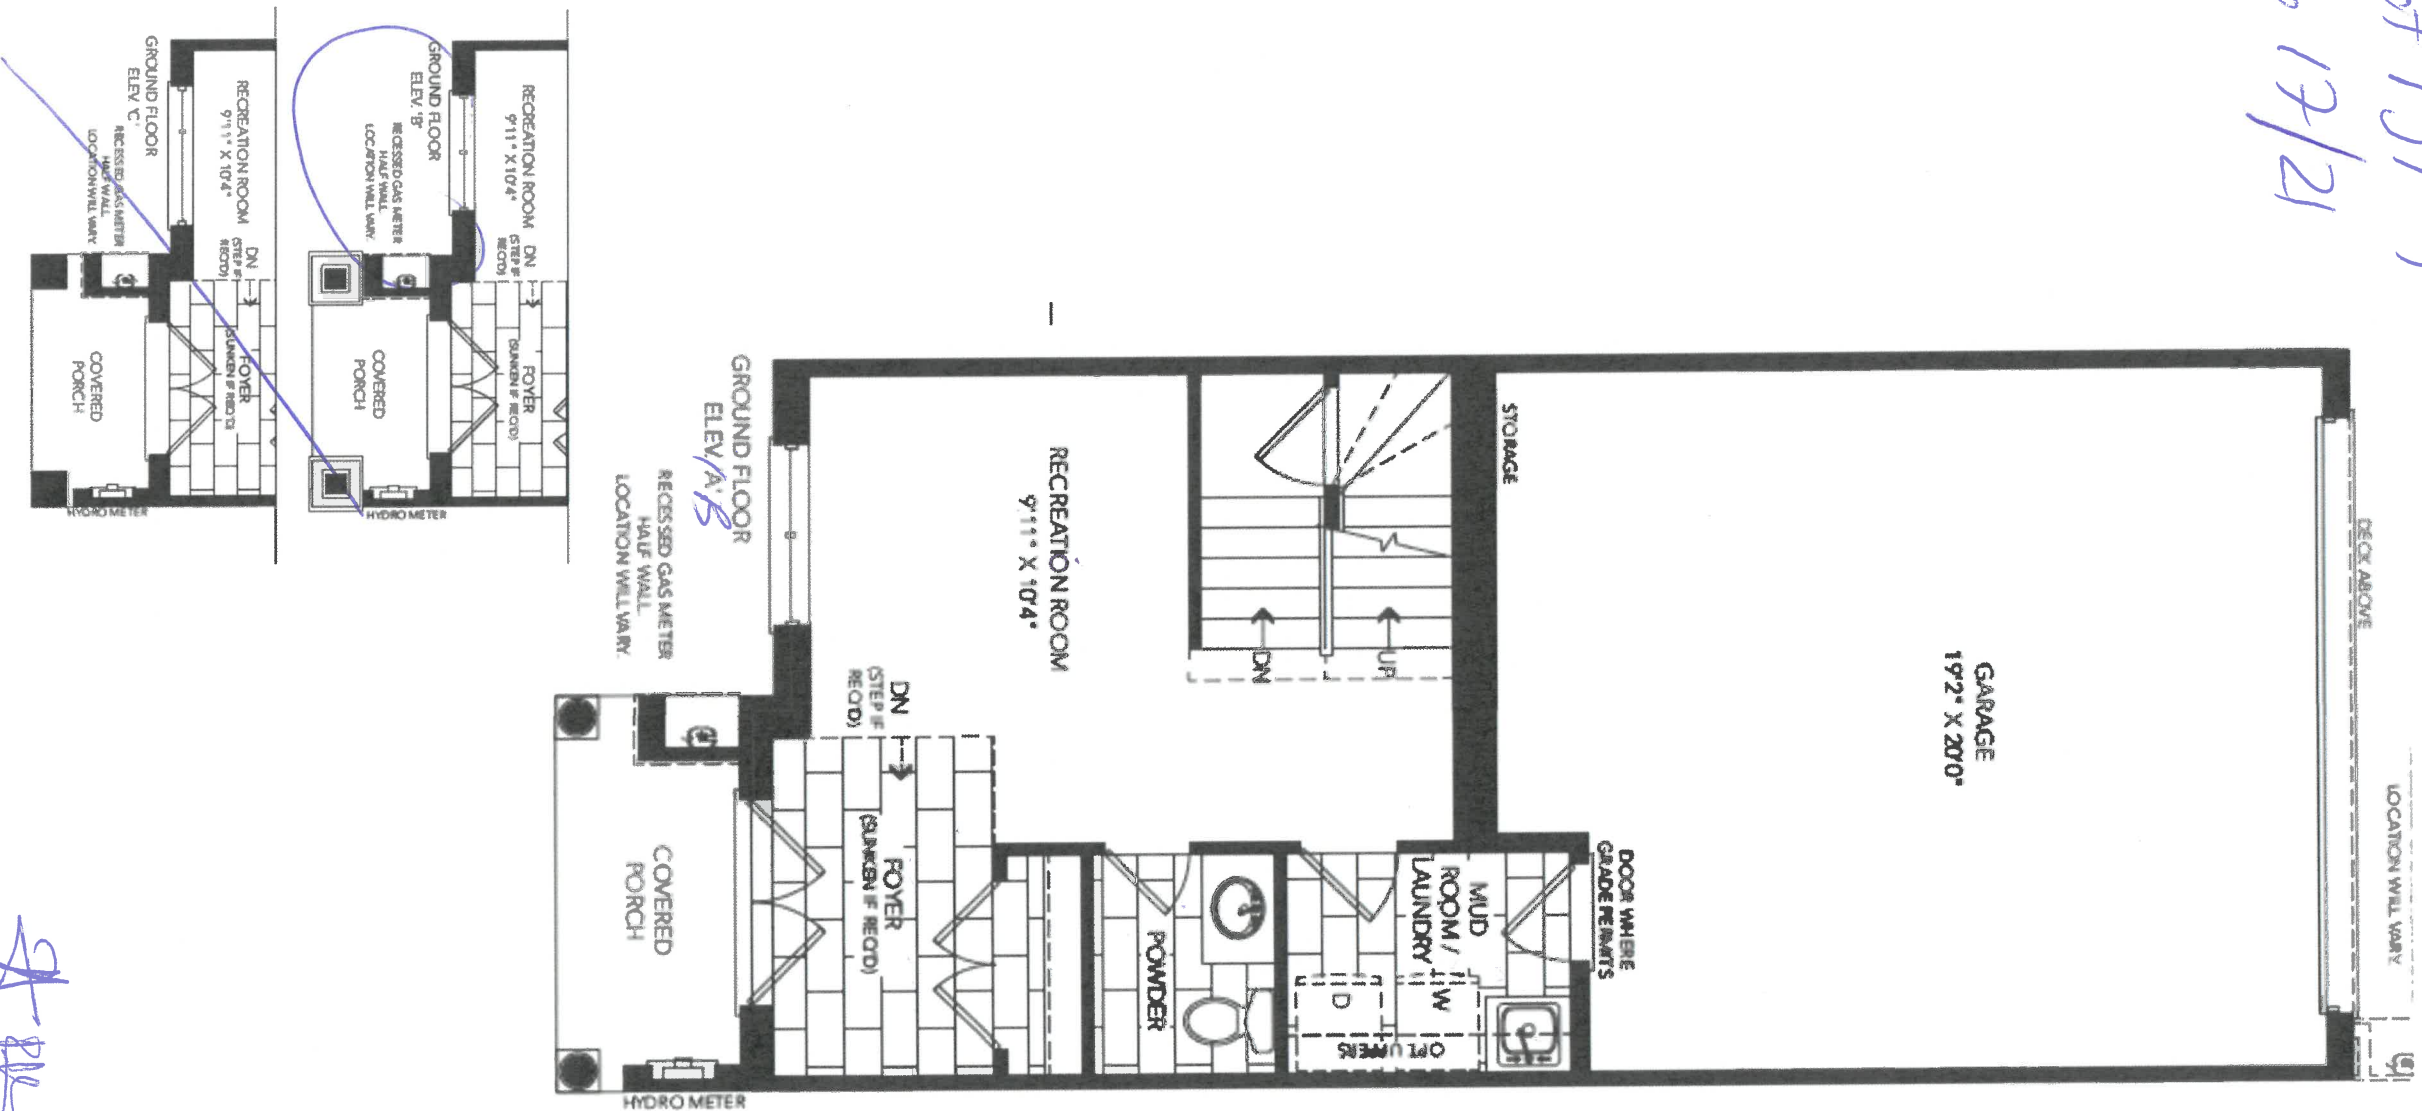 17/21
GROUND FLOOR
ELEV. 'C'
RECREATION ROOM
9'11" X 10'4"
RECESSED GAS METER
HALF WALL
LOCATION WILL VARY
DN
(STEP IF
REQ'D)
FOYER
(SUNKEN IF REQ'D)
COVERED
PORCH
HYDRO METER
GROUND FLOOR
ELEV. 'B'
RECREATION ROOM
9'11" X 10'4"
RECESSED GAS METER
HALF WALL
LOCATION WILL VARY
DN
(STEP IF
REQ'D)
FOYER
(SUNKEN IF REQ'D)
COVERED
PORCH
HYDRO METER
DECK ABOVE
LOCATION WILL VARY
GARAGE
19'2" X 20'0"
STORAGE
DOOR WHERE
GRADE PERMITS
UP
DN
MUD
ROOM /
LAUNDRY
W
D
OPT. UPPERS
POWDER
RECREATION ROOM
9'11" X 10'4"
DN
(STEP IF
REQ'D)
FOYER
(SUNKEN IF REQ'D)
GROUND FLOOR
ELEV. 'A' B
RECESSED GAS METER
HALF WALL
LOCATION WILL VARY
COVERED
PORCH
HYDRO METER